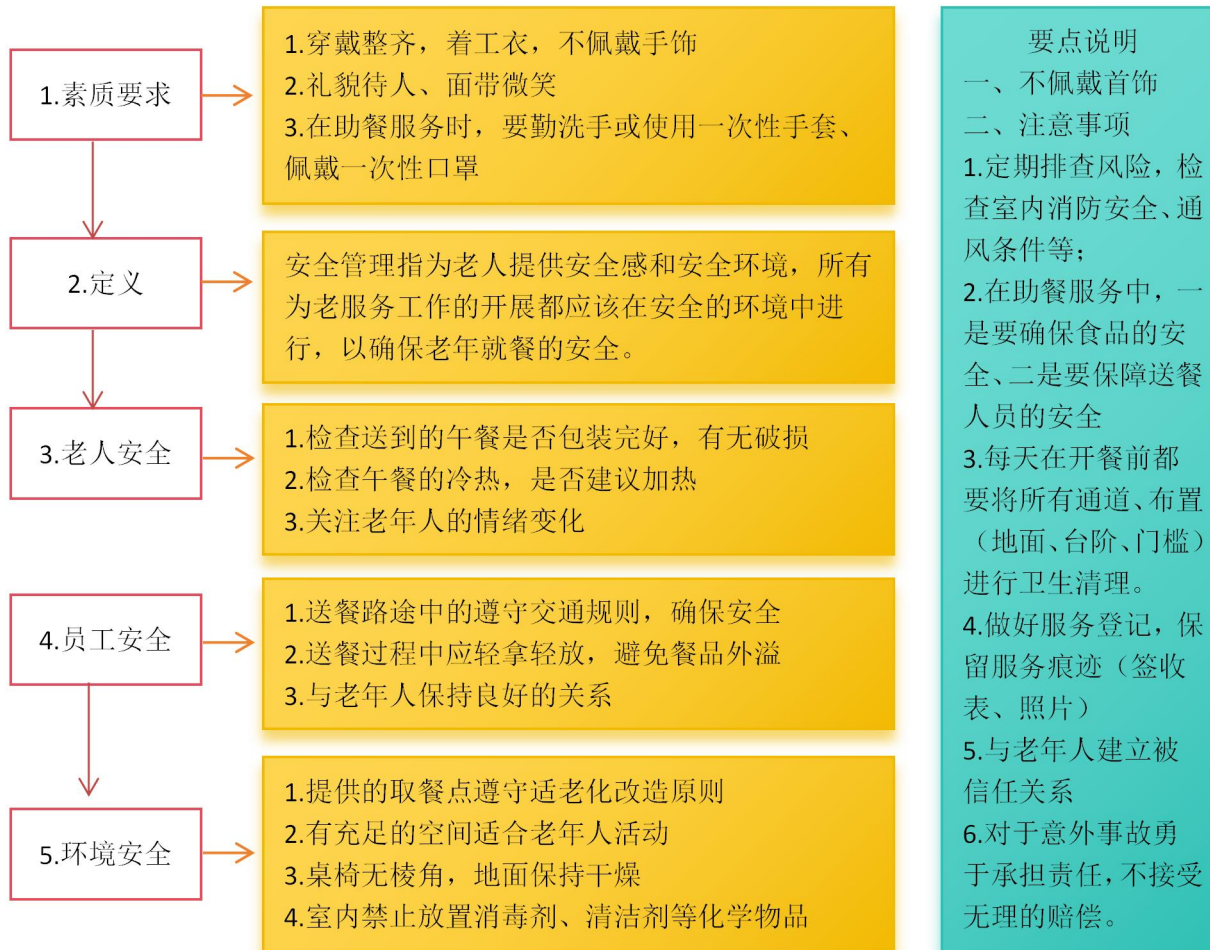 1.素质要求
1.穿戴整齐，着工衣，不佩戴手饰
2.礼貌待人、面带微笑
3.在助餐服务时，要勤洗手或使用一次性手套、
佩戴一次性口罩
2.定义
安全管理指为老人提供安全感和安全环境，所有
为老服务工作的开展都应该在安全的环境中进
行，以确保老年就餐的安全。
3.老人安全
1.检查送到的午餐是否包装完好，有无破损
2.检查午餐的冷热，是否建议加热
3.关注老年人的情绪变化
4.员工安全
1.送餐路途中的遵守交通规则，确保安全
2.送餐过程中应轻拿轻放，避免餐品外溢
3.与老年人保持良好的关系
5.环境安全
1.提供的取餐点遵守适老化改造原则
2.有充足的空间适合老年人活动
3.桌椅无棱角，地面保持干燥
4.室内禁止放置消毒剂、清洁剂等化学物品
要点说明
一、不佩戴首饰
二、注意事项
1.定期排查风险，检
查室内消防安全、通
风条件等；
2.在助餐服务中，一
是要确保食品的安
全、二是要保障送餐
人员的安全
3.每天在开餐前都
要将所有通道、布置
（地面、台阶、门槛）
进行卫生清理。
4.做好服务登记，保
留服务痕迹（签收
表、照片）
5.与老年人建立被
信任关系
6.对于意外事故勇
于承担责任，不接受
无理的赔偿。